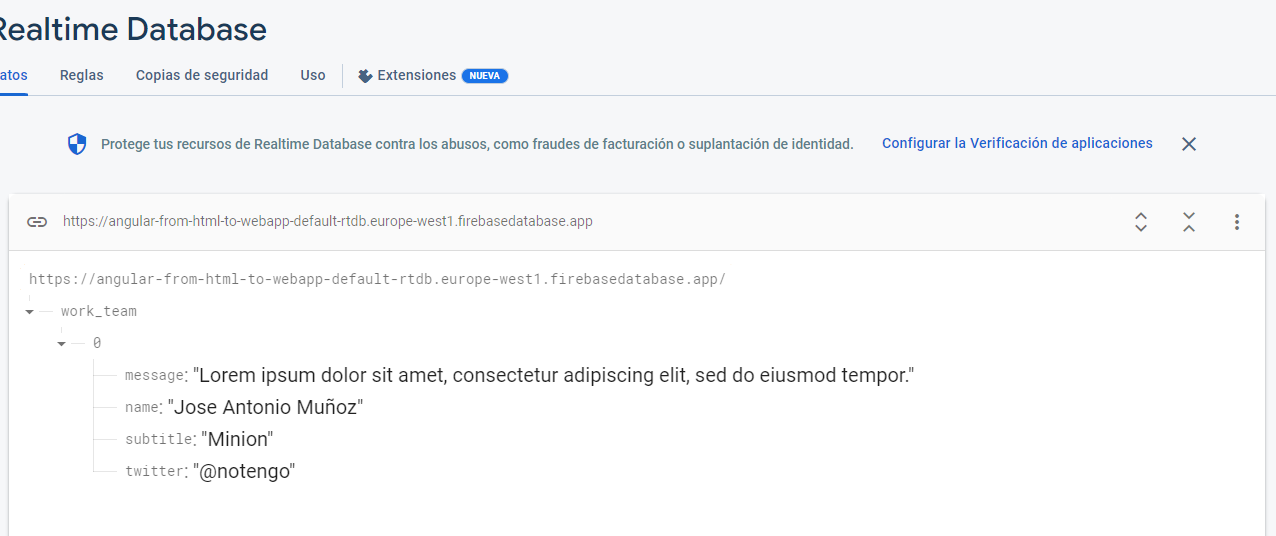 Realtime Database
atos Reglas Copias de seguridad Uso Extensiones NUEVA
Protege tus recursos de Realtime Database contra los abusos, como fraudes de facturación o suplantación de identidad. Configurar la Verificación de aplicaciones
https://angular-from-html-to-webapp-default-rtdb.europe-west1.firebasedatabase.app
https://angular-from-html-to-webapp-default-rtdb.europe-west1.firebasedatabase.app/
work_team
0
message: "Lorem ipsum dolor sit amet, consectetur adipiscing elit, sed do eiusmod tempor."
name: "Jose Antonio Muñoz"
subtitle: "Minion"
twitter: "@notengo"